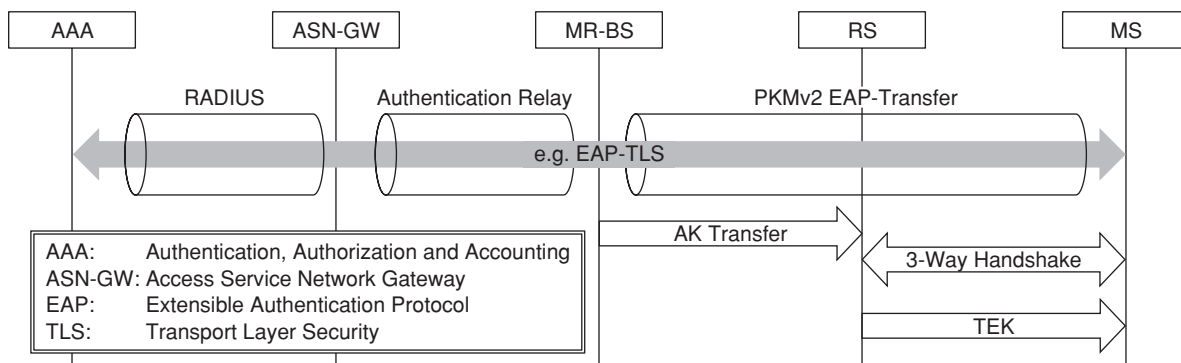 AAA ASN-GW MR-BS RS MS
RADIUS Authentication Relay PKMv2 EAP-Transfer
e.g. EAP-TLS
AK Transfer
3-Way Handshake
TEK
AAA: Authentication, Authorization and Accounting
ASN-GW: Access Service Network Gateway
EAP: Extensible Authentication Protocol
TLS: Transport Layer Security